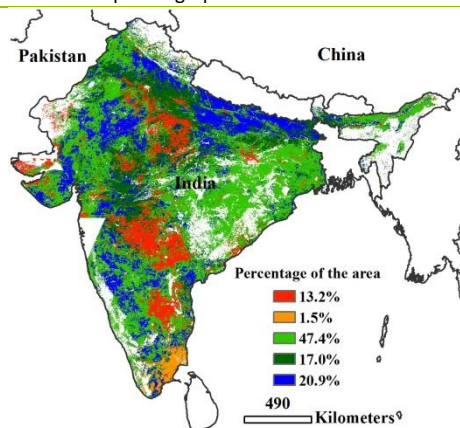 Pakistan
China
India
Percentage of the area
13.2%
1.5%
47.4%
17.0%
20.9%
490
Kilometers